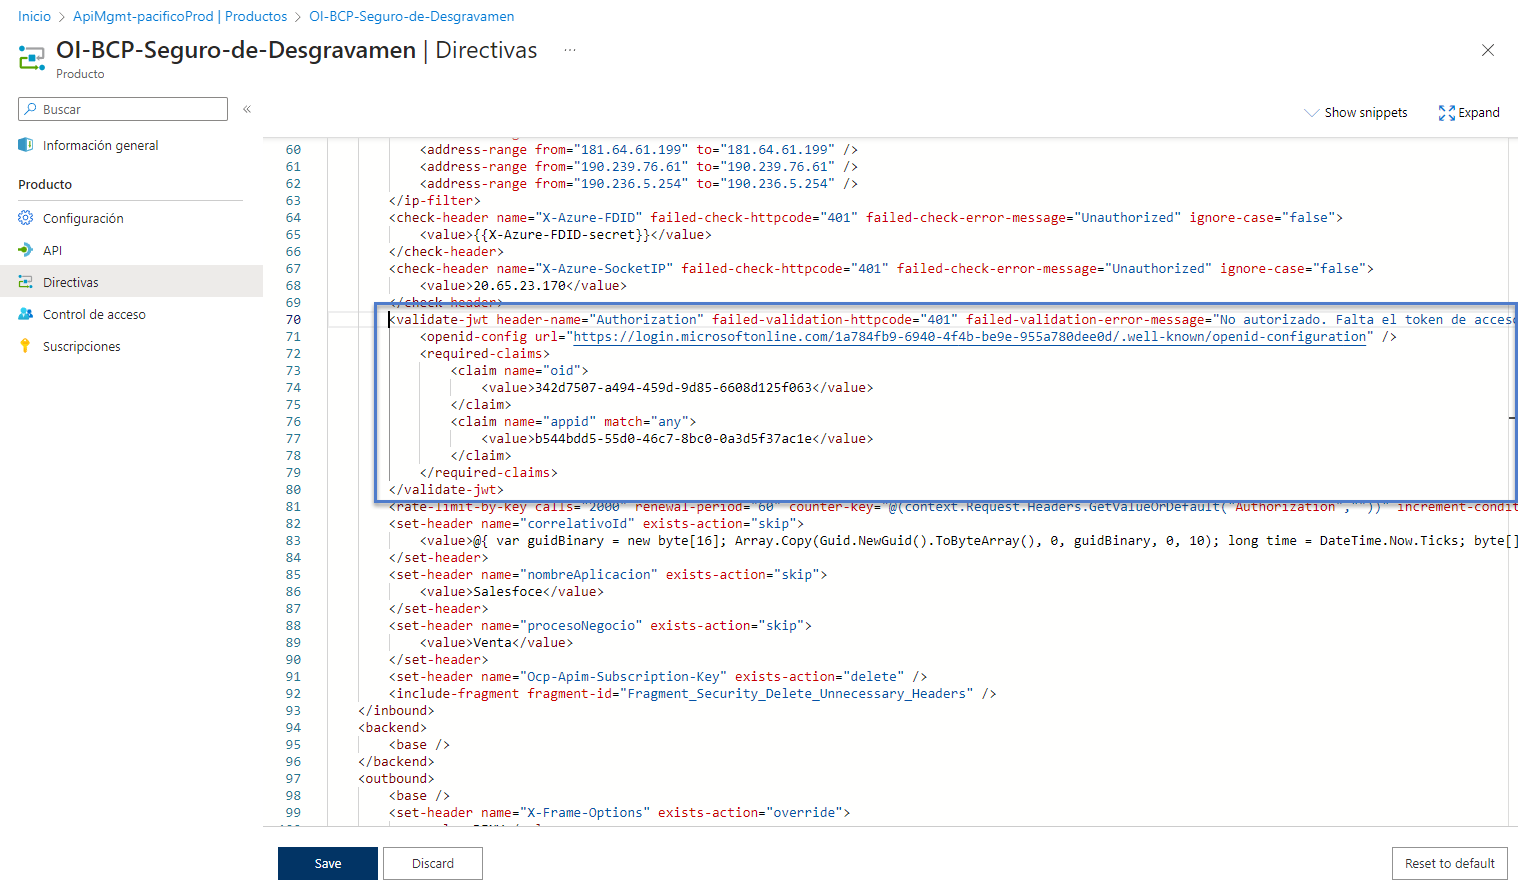 Inicio > ApiMgmt-pacificoProd | Productos > OI-BCP-Seguro-de-Desgravamen
OI-BCP-Seguro-de-Desgravamen | Directivas ...
Producto
Buscar «
Show snippets Expand
Información general
Producto
Configuración
API
Directivas
Control de acceso
Suscripciones
60 <address-range from="181.64.61.199" to="181.64.61.199" />
61 <address-range from="190.239.76.61" to="190.239.76.61" />
62 <address-range from="190.236.5.254" to="190.236.5.254" />
63 </ip-filter>
64 <check-header name="X-Azure-FDID" failed-check-httpcode="401" failed-check-error-message="Unauthorized" ignore-case="false">
65 <value>{{X-Azure-FDID-secret}}</value>
66 </check-header>
67 <check-header name="X-Azure-SocketIP" failed-check-httpcode="401" failed-check-error-message="Unauthorized" ignore-case="false">
68 <value>20.65.23.170</value>
69 </check-header>
70 <validate-jwt header-name="Authorization" failed-validation-httpcode="401" failed-validation-error-message="No autorizado. Falta el token de acceso
71 <openid-config url="https://login.microsoftonline.com/1a784fb9-6940-4f4b-be9e-955a780dee0d/.well-known/openid-configuration" />
72 <required-claims>
73 <claim name="oid">
74 <value>342d7507-a494-459d-9d85-6608d125f063</value>
75 </claim>
76 <claim name="appid" match="any">
77 <value>b544bdd5-55d0-46c7-8bc0-0a3d5f37ac1e</value>
78 </claim>
79 </required-claims>
80 </validate-jwt>
81 <rate-limit-by-key calls="2000" renewal-period="60" counter-key="@(context.Request.Headers.GetValueOrDefault("Authorization",""))" increment-condit
82 <set-header name="correlativoId" exists-action="skip">
83 <value>@{ var guidBinary = new byte[16]; Array.Copy(Guid.NewGuid().ToByteArray(), 0, guidBinary, 0, 10); long time = DateTime.Now.Ticks; byte[]
84 </set-header>
85 <set-header name="nombreAplicacion" exists-action="skip">
86 <value>Salesfoce</value>
87 </set-header>
88 <set-header name="procesoNegocio" exists-action="skip">
89 <value>Venta</value>
90 </set-header>
91 <set-header name="Ocp-Apim-Subscription-Key" exists-action="delete" />
92 <include-fragment fragment-id="Fragment_Security_Delete_Unnecessary_Headers" />
93 </inbound>
94 <backend>
95 <base />
96 </backend>
97 <outbound>
98 <base />
99 <set-header name="X-Frame-Options" exists-action="override">
Save Discard Reset to default